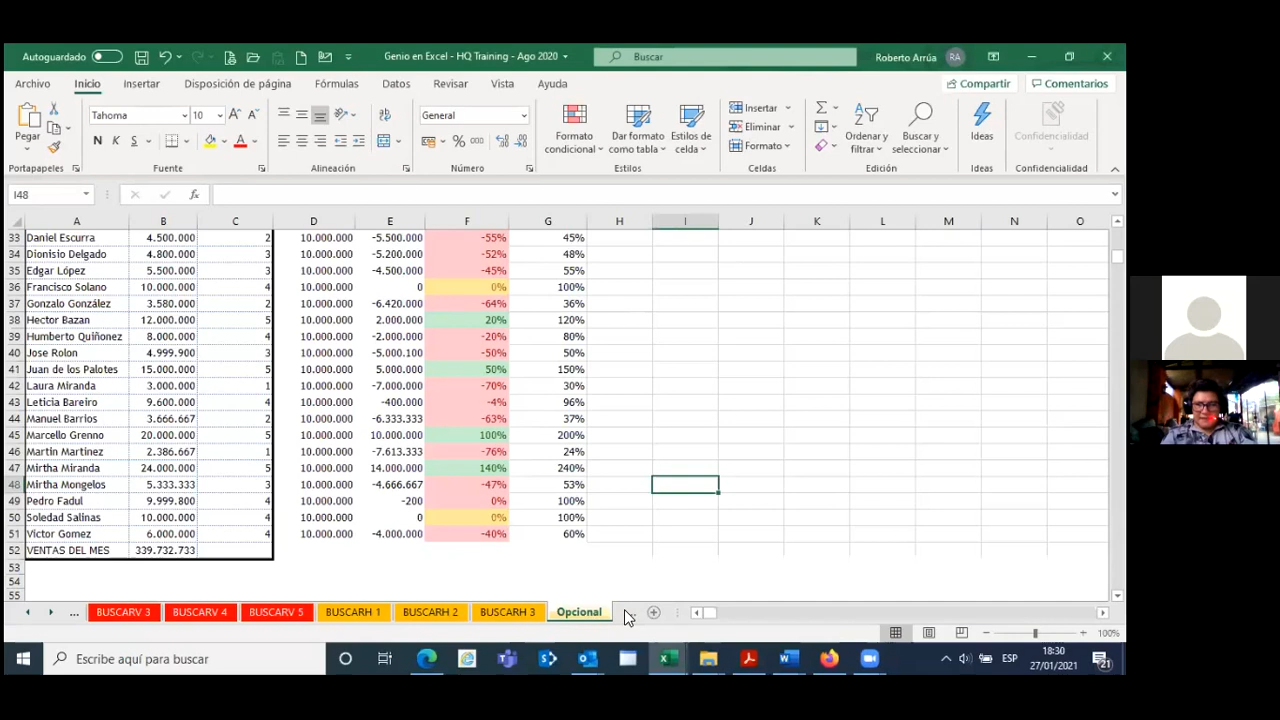 Autoguardado
Genio en Excel - HQ Training - Ago 2020
Buscar
Roberto Arrúa
RA
Archivo Inicio Insertar Disposición de página Fórmulas Datos Revisar Vista Ayuda
Compartir Comentarios
Pegar
Tahoma 10
N K S
General
% 000
Formato condicional
Dar formato como tabla
Estilos de celda
Insertar
Eliminar
Formato
Ordenar y filtrar
Buscar y seleccionar
Ideas
Confidencialidad
Portapapeles Fuente Alineación Número Estilos Celdas Edición Ideas Confidencialidad
I48 fx
A B C D E F G H I J K L M N O
33 Daniel Escurra 4.500.000 2 10.000.000 -5.500.000 -55% 45%
34 Dionisio Delgado 4.800.000 3 10.000.000 -5.200.000 -52% 48%
35 Edgar López 5.500.000 3 10.000.000 -4.500.000 -45% 55%
36 Francisco Solano 10.000.000 4 10.000.000 0 0% 100%
37 Gonzalo González 3.580.000 2 10.000.000 -6.420.000 -64% 36%
38 Hector Bazan 12.000.000 5 10.000.000 2.000.000 20% 120%
39 Humberto Quiñonez 8.000.000 4 10.000.000 -2.000.000 -20% 80%
40 Jose Rolon 4.999.900 3 10.000.000 -5.000.100 -50% 50%
41 Juan de los Palotes 15.000.000 5 10.000.000 5.000.000 50% 150%
42 Laura Miranda 3.000.000 1 10.000.000 -7.000.000 -70% 30%
43 Leticia Bareiro 9.600.000 4 10.000.000 -400.000 -4% 96%
44 Manuel Barrios 3.666.667 2 10.000.000 -6.333.333 -63% 37%
45 Marcello Grenno 20.000.000 5 10.000.000 10.000.000 100% 200%
46 Martin Martinez 2.386.667 1 10.000.000 -7.613.333 -76% 24%
47 Mirtha Miranda 24.000.000 5 10.000.000 14.000.000 140% 240%
48 Mirtha Mongelos 5.333.333 3 10.000.000 -4.666.667 -47% 53%
49 Pedro Fadul 9.999.800 4 10.000.000 -200 0% 100%
50 Soledad Salinas 10.000.000 4 10.000.000 0 0% 100%
51 Victor Gomez 6.000.000 4 10.000.000 -4.000.000 -40% 60%
52 VENTAS DEL MES 339.732.733
53
54
55
... BUSCARV 3 BUSCARV 4 BUSCARV 5 BUSCARH 1 BUSCARH 2 BUSCARH 3 Opcional
100%
Escribe aquí para buscar
ESP
18:30
27/01/2021
21